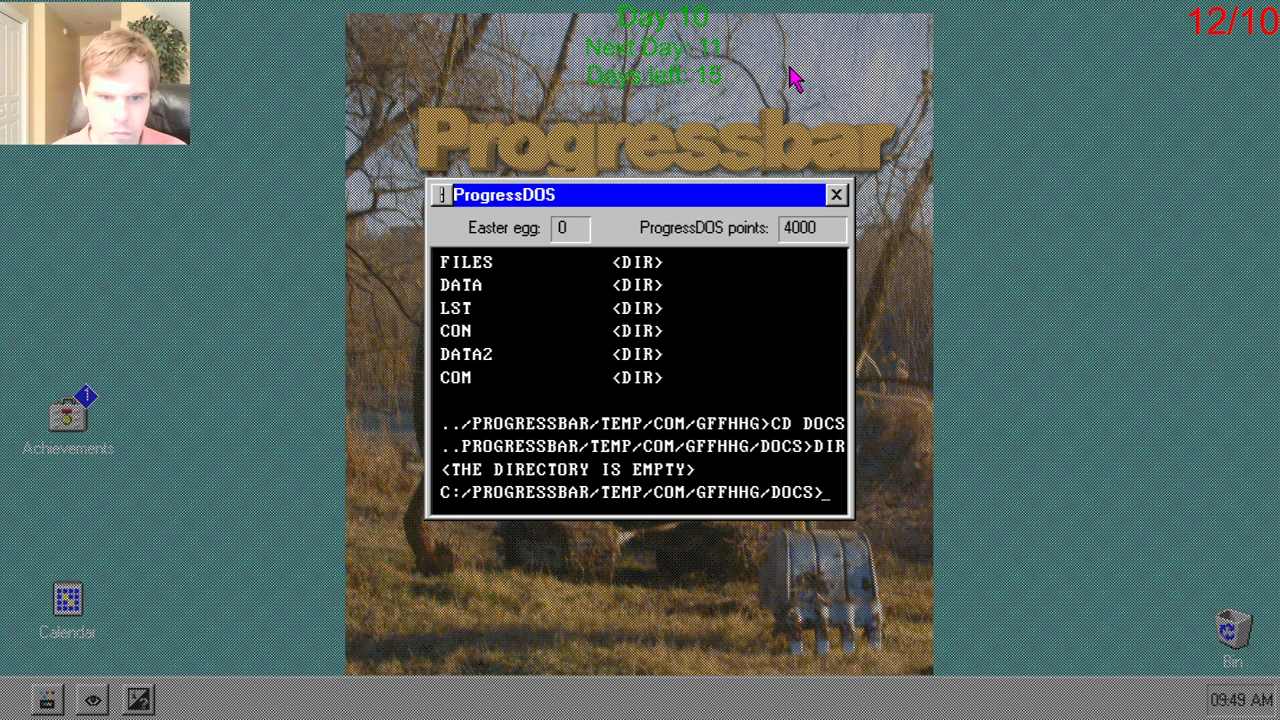 Day 10
Next Day: 11
Days left: 15
12/10
Progressbar
ProgressDOS
Easter egg: 0
ProgressDOS points: 4000
FILES <DIR>
DATA <DIR>
LST <DIR>
CON <DIR>
DATA2 <DIR>
COM <DIR>
../PROGRESSBAR/TEMP/COM/GFFHHG>CD DOCS
..PROGRESSBAR/TEMP/COM/GFFHHG/DOCS>DIR
<THE DIRECTORY IS EMPTY>
C:/PROGRESSBAR/TEMP/COM/GFFHHG/DOCS>_
1
Achievements
Calendar
Bin
09:49 AM